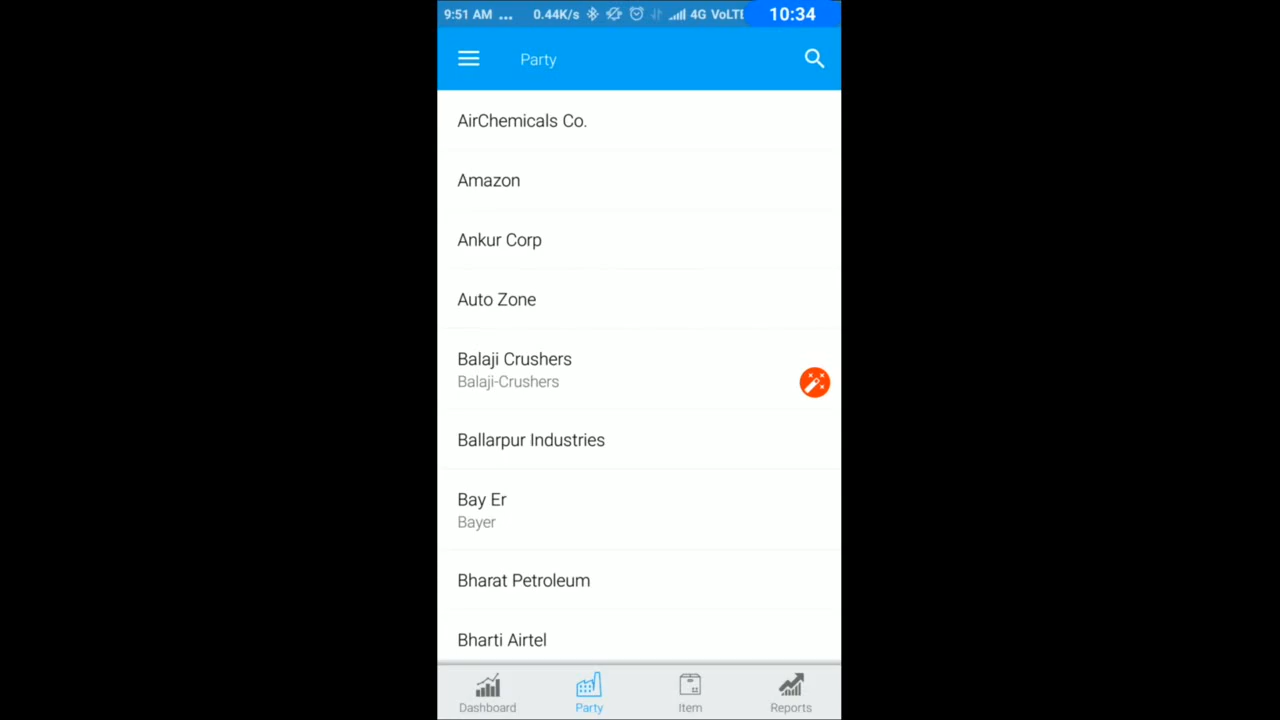 9:51 AM ... 0.44K/s 4G VoLTE 10:34
Party
AirChemicals Co.
Amazon
Ankur Corp
Auto Zone
Balaji Crushers
Balaji-Crushers
Ballarpur Industries
Bay Er
Bayer
Bharat Petroleum
Bharti Airtel
Dashboard Party Item Reports